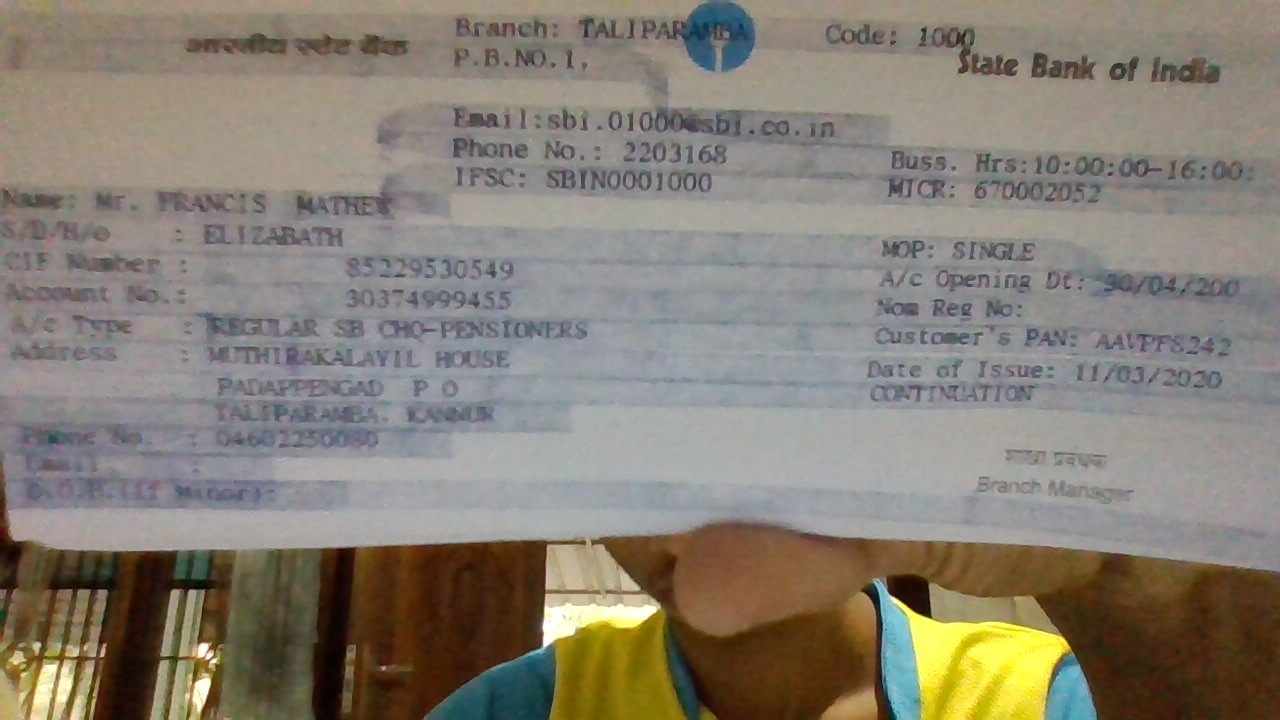 भारतीय स्टेट बैंक
Branch: TALIPARAMBA Code: 1000
P.B.NO.1,
State Bank of India
Email:sbi.01000@sbi.co.in
Phone No.: 2203168 Buss. Hrs:10:00:00-16:00:
IFSC: SBIN0001000 MICR: 670002052
Name: Mr. FRANCIS MATHEW
S/D/H/o : ELIZABATH MOP: SINGLE
CIF Number : 85229530549 A/c Opening Dt: 30/04/200
Account No.: 30374999455 Nom Reg No:
A/c Type : REGULAR SB CHQ-PENSIONERS Customer's PAN: AAVPF8242
Address : MUTHIRAKALAYIL HOUSE Date of Issue: 11/03/2020
PADAPPENGAD P O CONTINUATION
TALIPARAMBA. KANNUR
Phone No. : 04602250080
Email :
D.O.B.(If Minor):
शाखा प्रबंधक
Branch Manager